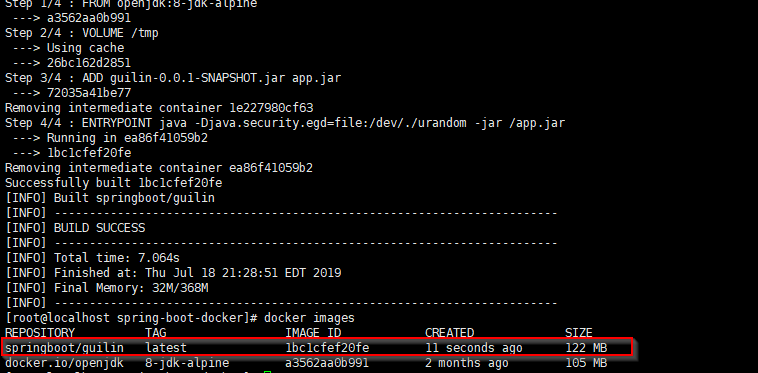 Step 1/4 : FROM openjdk:8-jdk-alpine
---> a3562aa0b991
Step 2/4 : VOLUME /tmp
---> Using cache
---> 26bc162d2851
Step 3/4 : ADD guilin-0.0.1-SNAPSHOT.jar app.jar
---> 72035a41be77
Removing intermediate container 1e227980cf63
Step 4/4 : ENTRYPOINT java -Djava.security.egd=file:/dev/./urandom -jar /app.jar
---> Running in ea86f41059b2
---> 1bc1cfef20fe
Removing intermediate container ea86f41059b2
Successfully built 1bc1cfef20fe
[INFO] Built springboot/guilin
[INFO] ------------------------------------------------------------------------
[INFO] BUILD SUCCESS
[INFO] ------------------------------------------------------------------------
[INFO] Total time: 7.064s
[INFO] Finished at: Thu Jul 18 21:28:51 EDT 2019
[INFO] Final Memory: 32M/368M
[INFO] ------------------------------------------------------------------------
[root@localhost spring-boot-docker]# docker images
REPOSITORY TAG IMAGE ID CREATED SIZE
springboot/guilin latest 1bc1cfef20fe 11 seconds ago 122 MB
docker.io/openjdk 8-jdk-alpine a3562aa0b991 2 months ago 105 MB